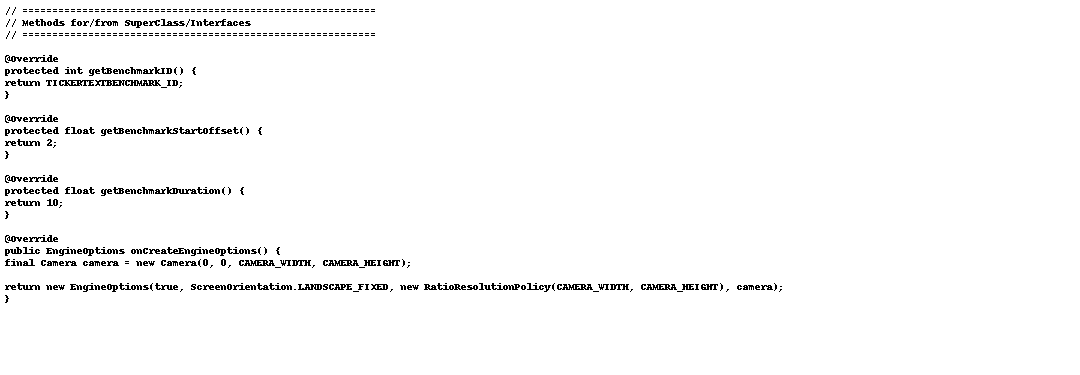 // ===========================================================
// Methods for/from SuperClass/Interfaces
// ===========================================================

@Override
protected int getBenchmarkID() {
return TICKERTEXTBENCHMARK_ID;
}

@Override
protected float getBenchmarkStartOffset() {
return 2;
}

@Override
protected float getBenchmarkDuration() {
return 10;
}

@Override
public EngineOptions onCreateEngineOptions() {
final Camera camera = new Camera(0, 0, CAMERA_WIDTH, CAMERA_HEIGHT);

return new EngineOptions(true, ScreenOrientation.LANDSCAPE_FIXED, new RatioResolutionPolicy(CAMERA_WIDTH, CAMERA_HEIGHT), camera);
}